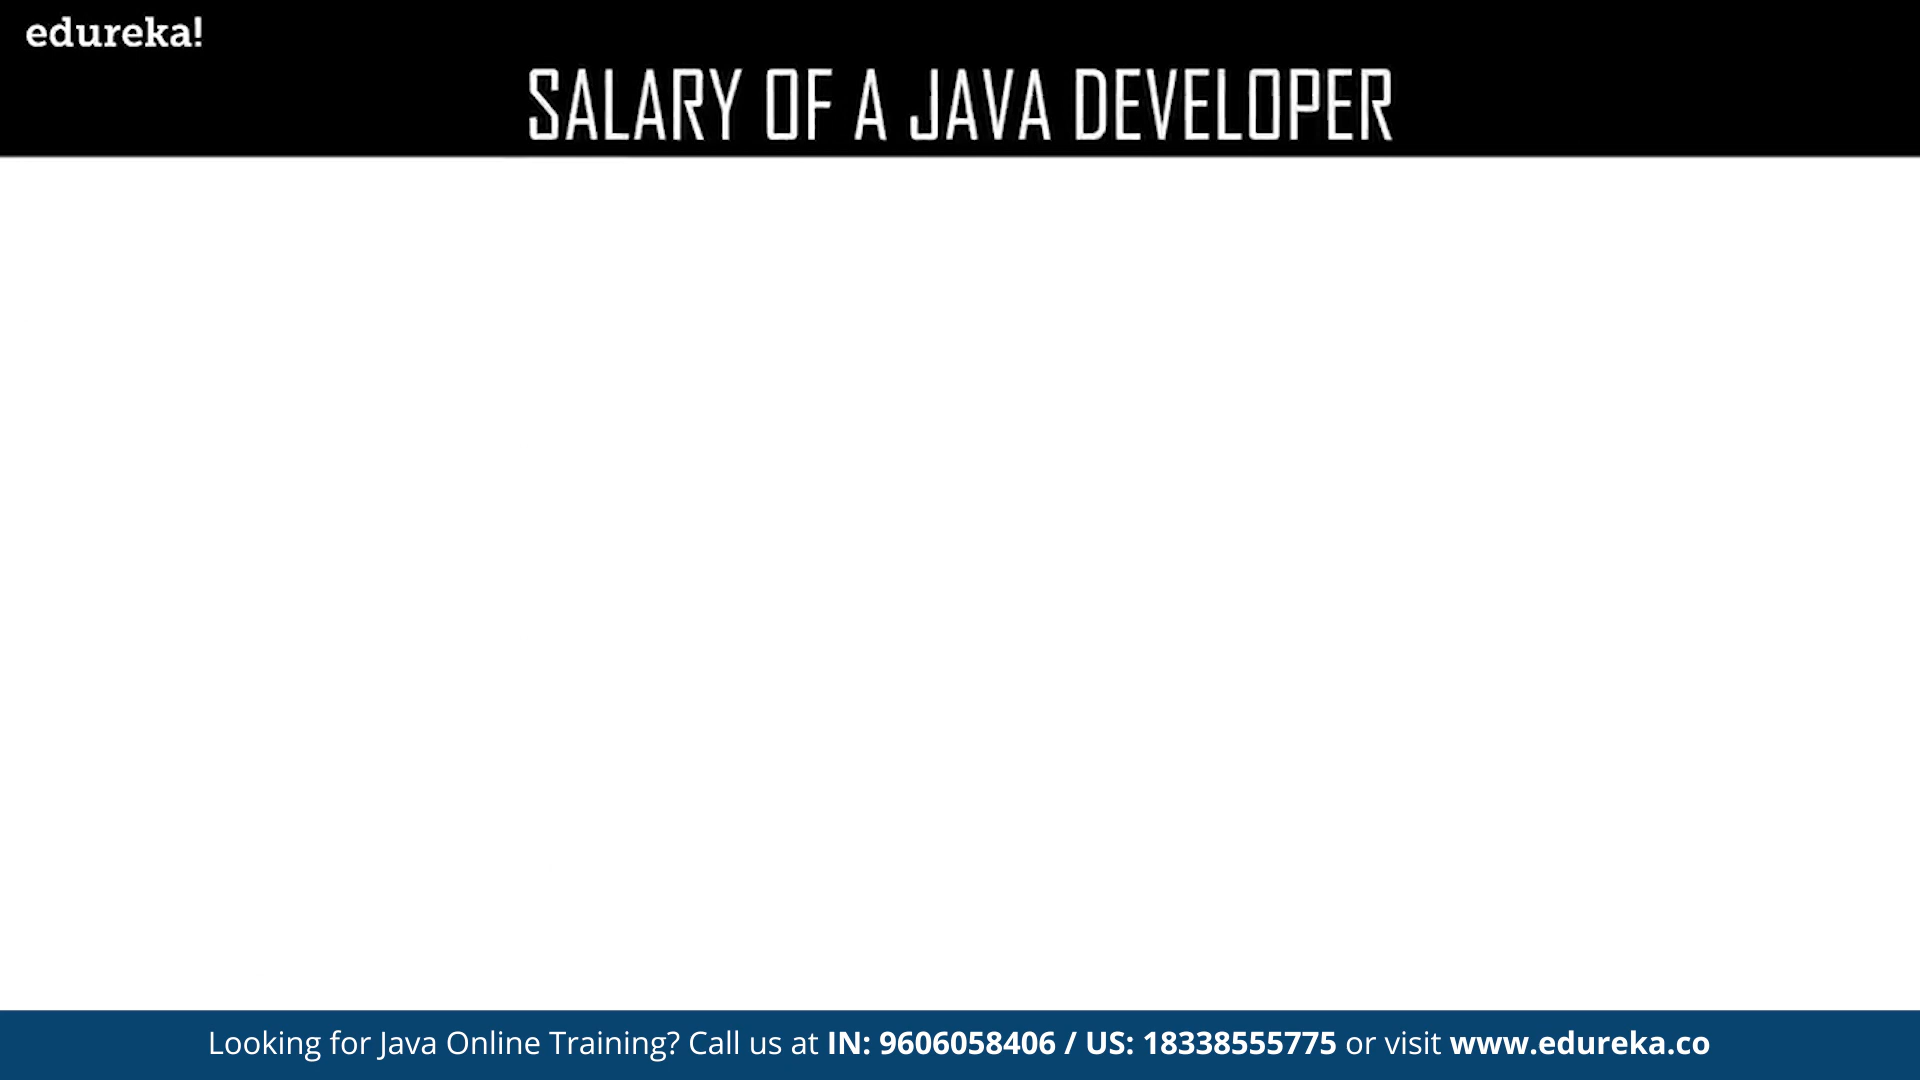 edureka!
SALARY OF A JAVA DEVELOPER
Looking for Java Online Training? Call us at IN: 9606058406 / US: 18338555775 or visit www.edureka.co